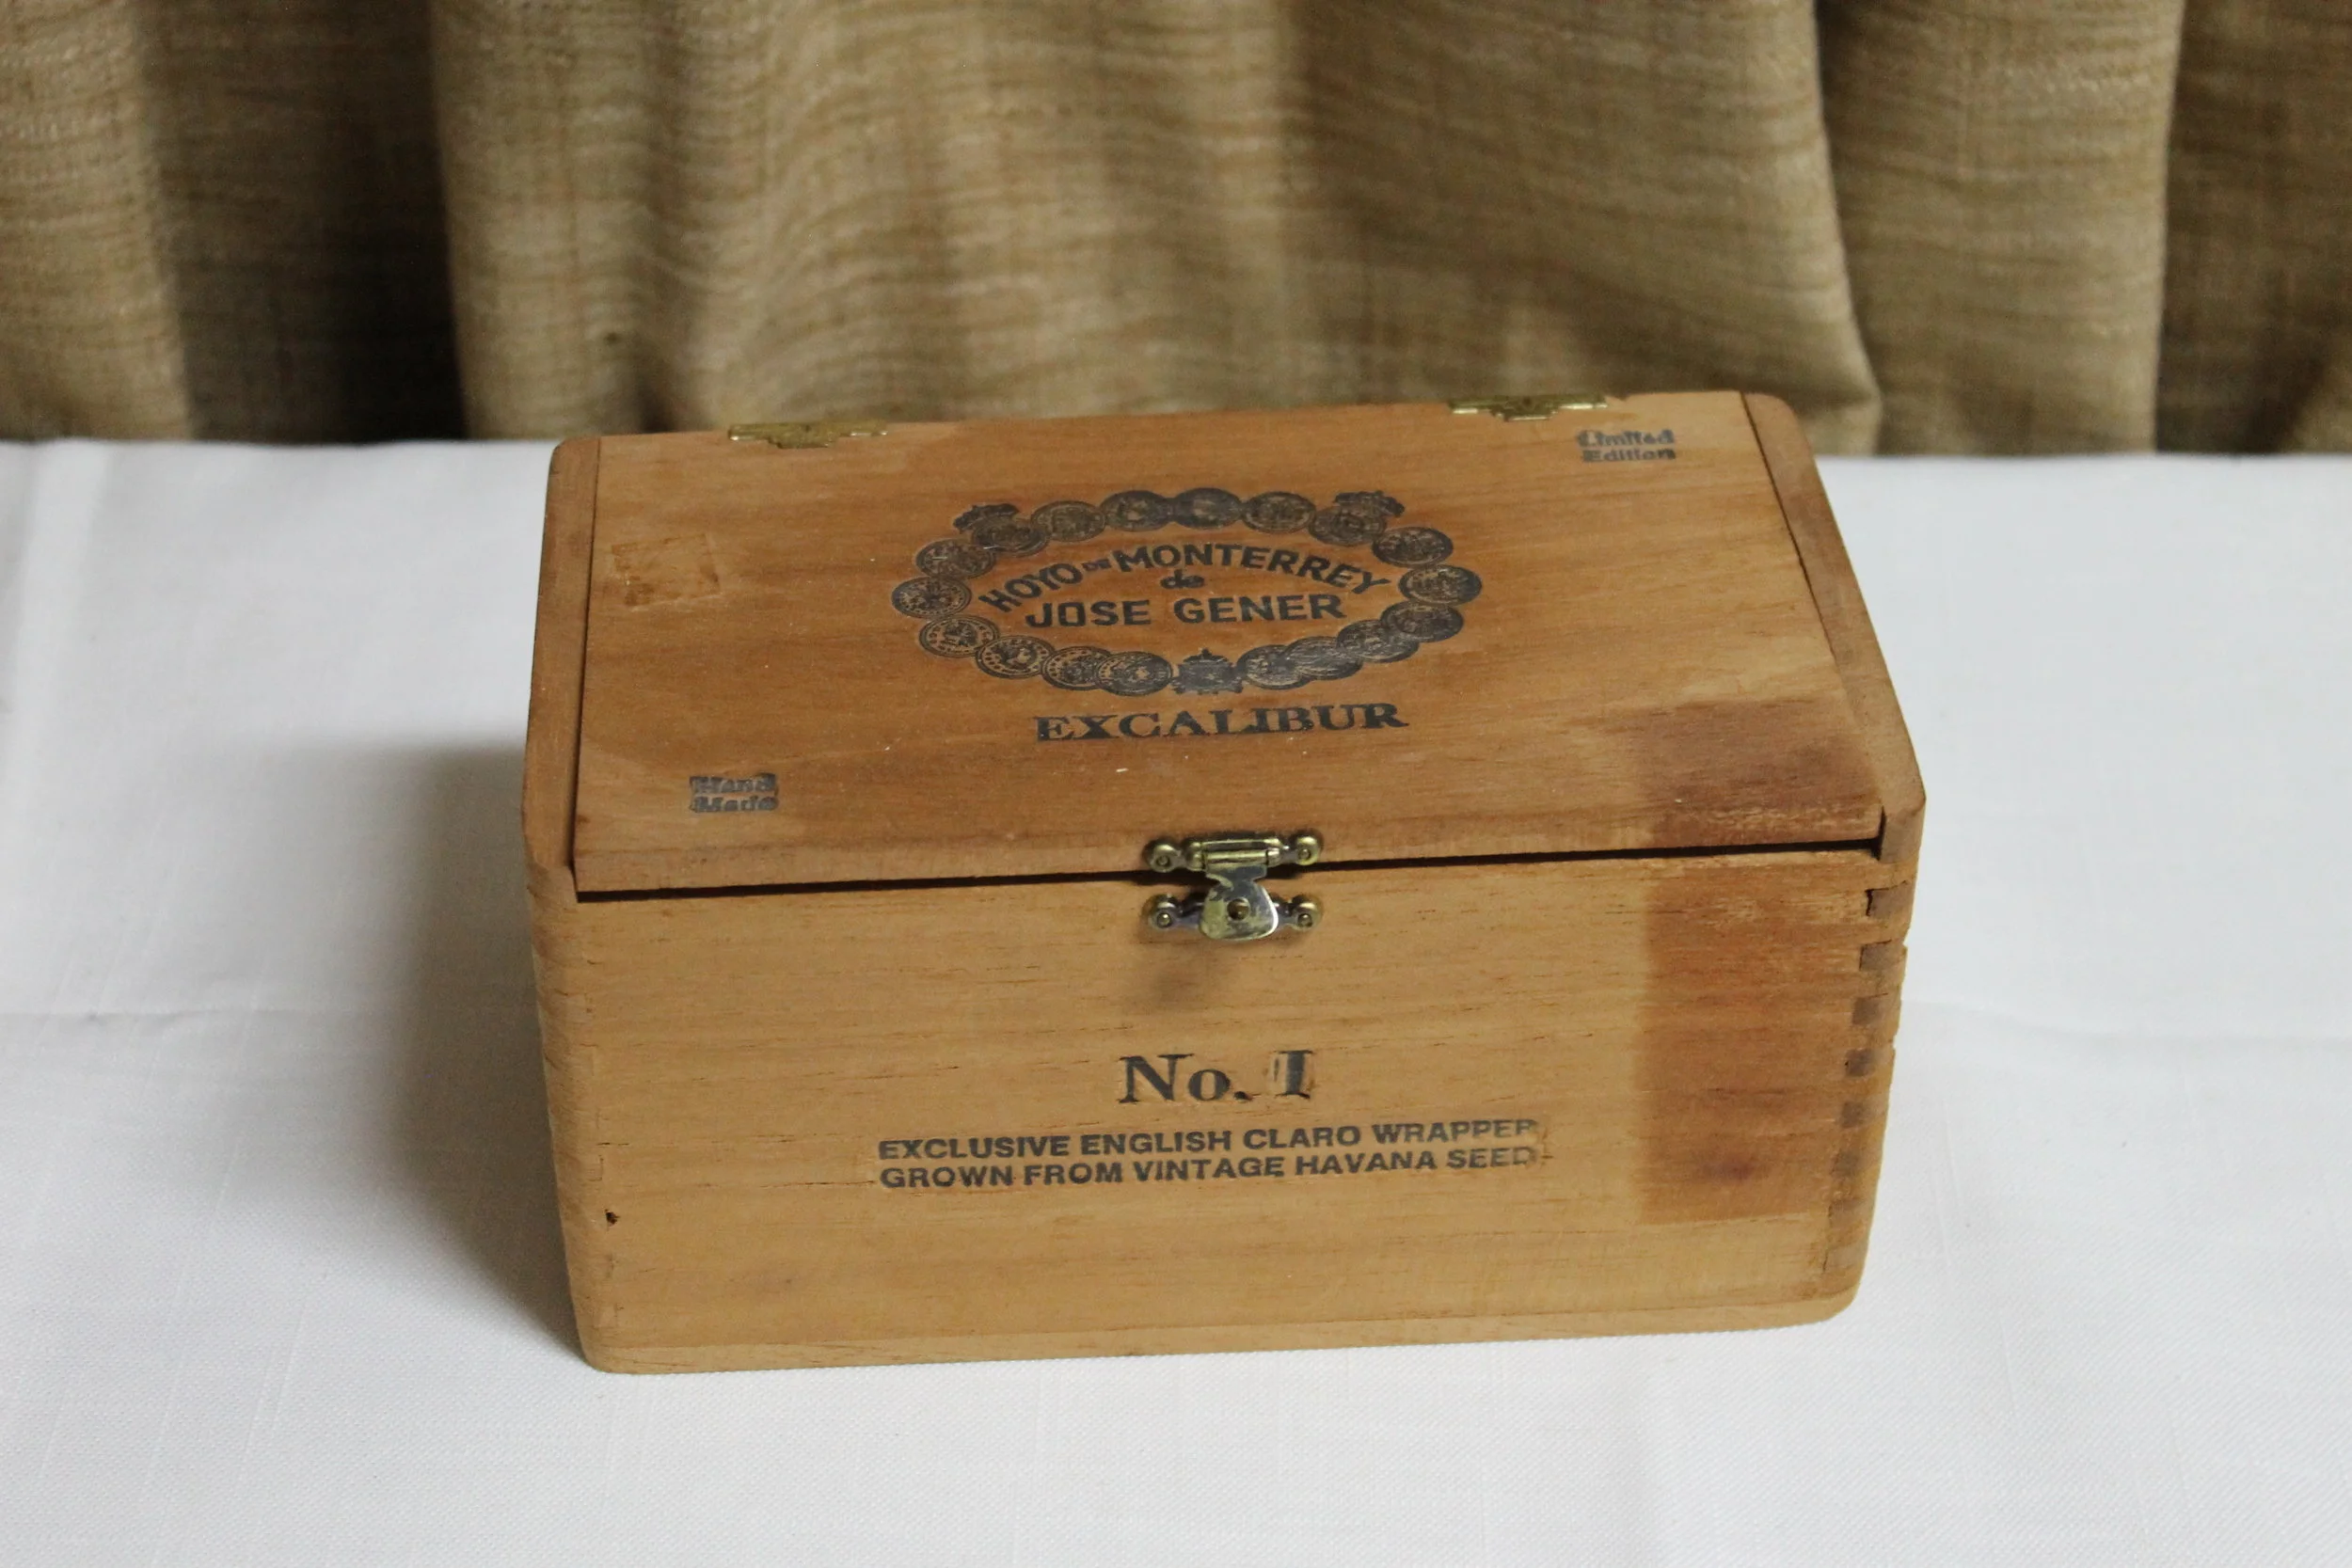 Limited
Edition
HOYO DE MONTERREY
de
JOSE GENER
EXCALIBUR
Hand
Made
No. 1
EXCLUSIVE ENGLISH CLARO WRAPPER
GROWN FROM VINTAGE HAVANA SEED